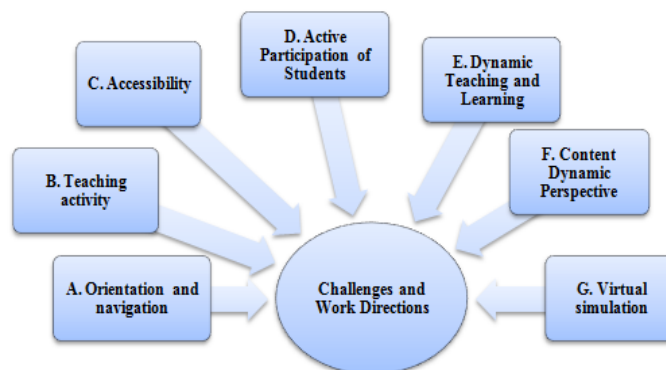 D. Active
Participation of
Students
C. Accessibility
E. Dynamic
Teaching and
Learning
B. Teaching
activity
F. Content
Dynamic
Perspective
A. Orientation and
navigation
Challenges and
Work Directions
G. Virtual
simulation